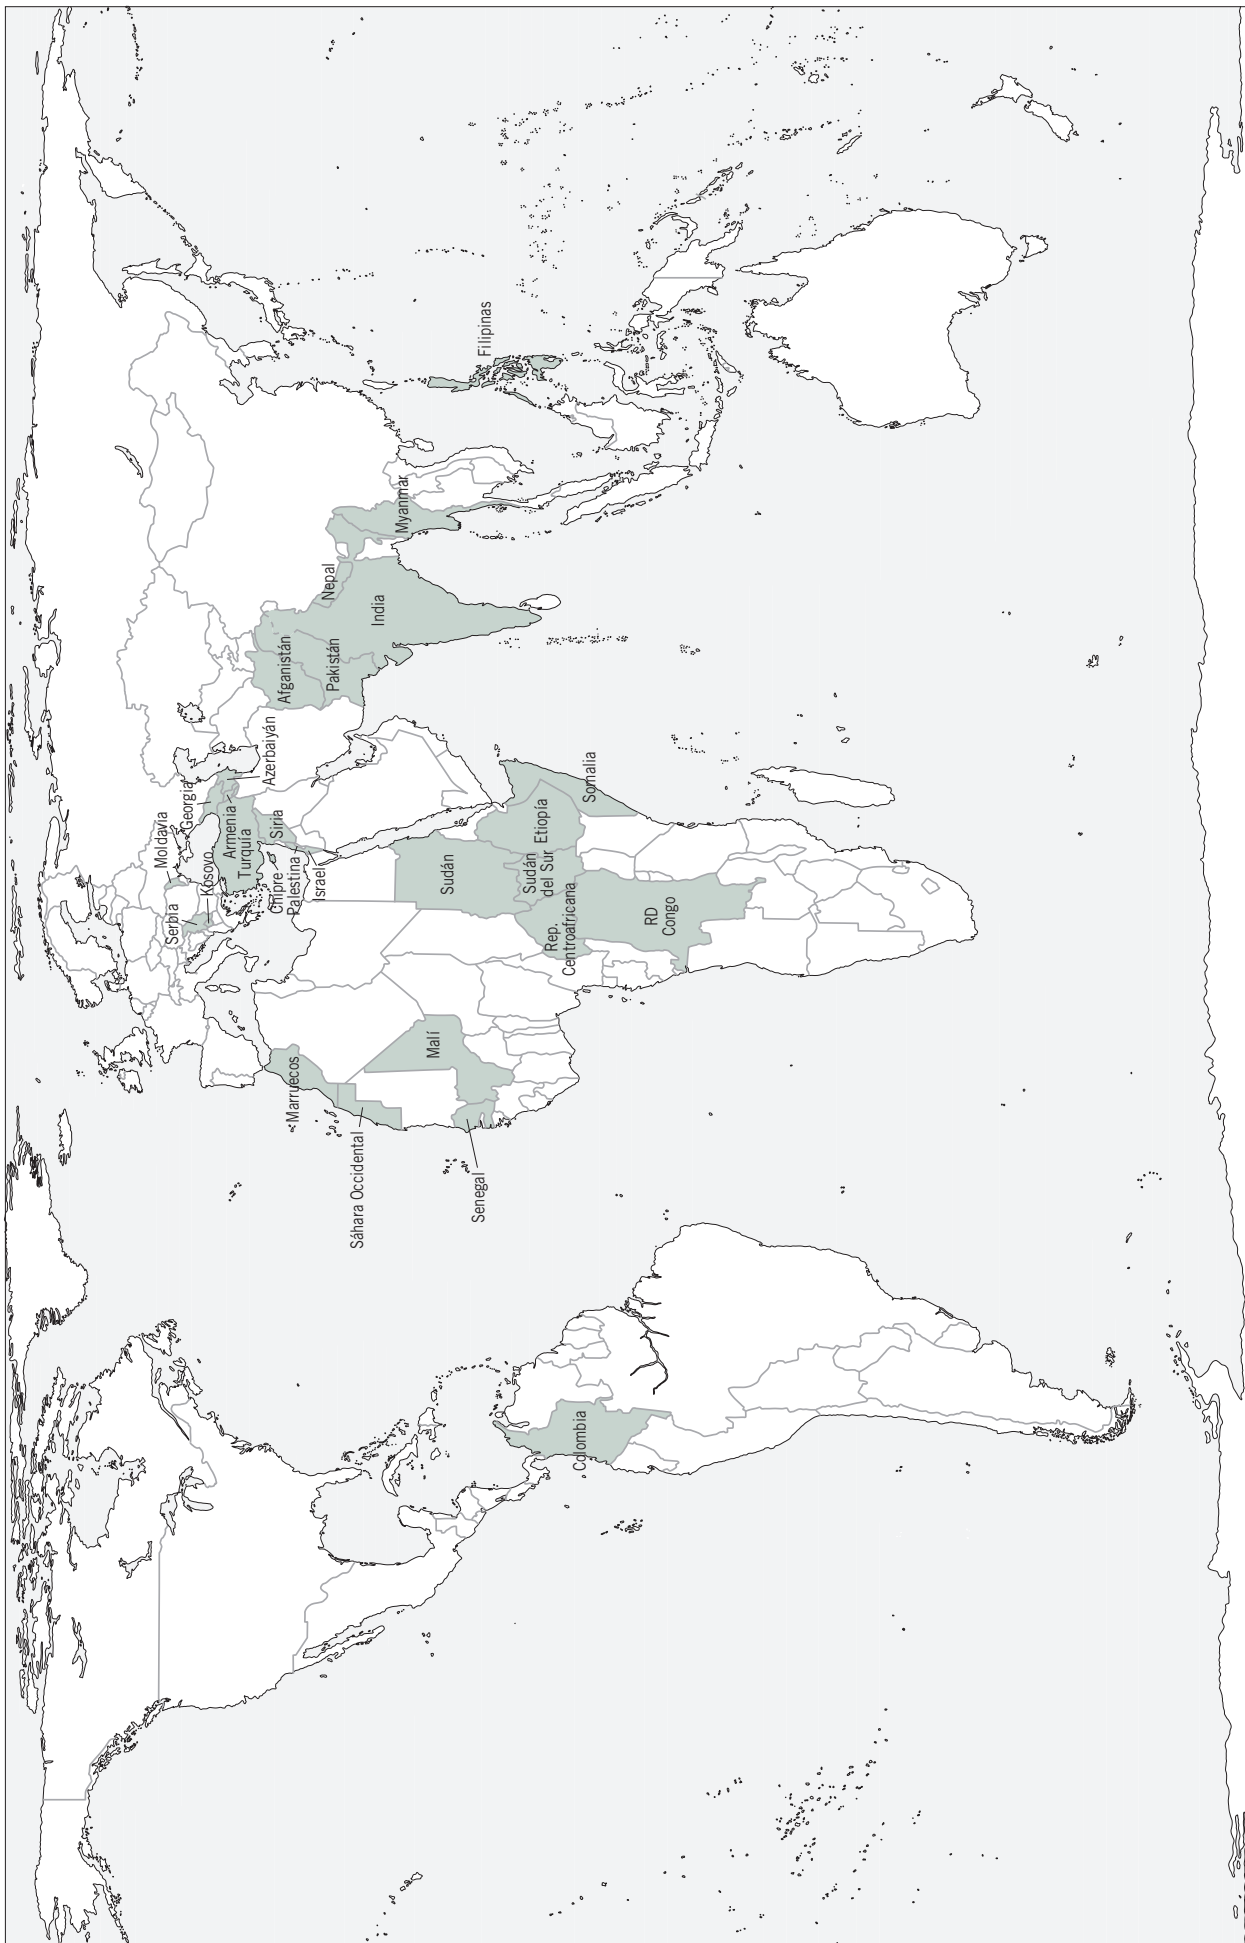 Moldavia
Georgia
Serbia
Kosovo
Armenia
Turquía
Azerbaiyán
Chipre
Siria
Palestina
Israel
Marruecos
Afganistán
Pakistán
Nepal
India
Myanmar
Filipinas
Sáhara Occidental
Malí
Senegal
Sudán
Sudán
del Sur
Etiopía
Somalia
Rep.
Centroafricana
RD
Congo
Colombia